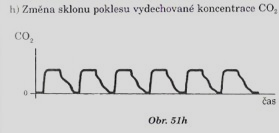 h) Změna sklonu poklesu vydechované koncentrace CO₂
CO₂
0
čas
Obr. 51h